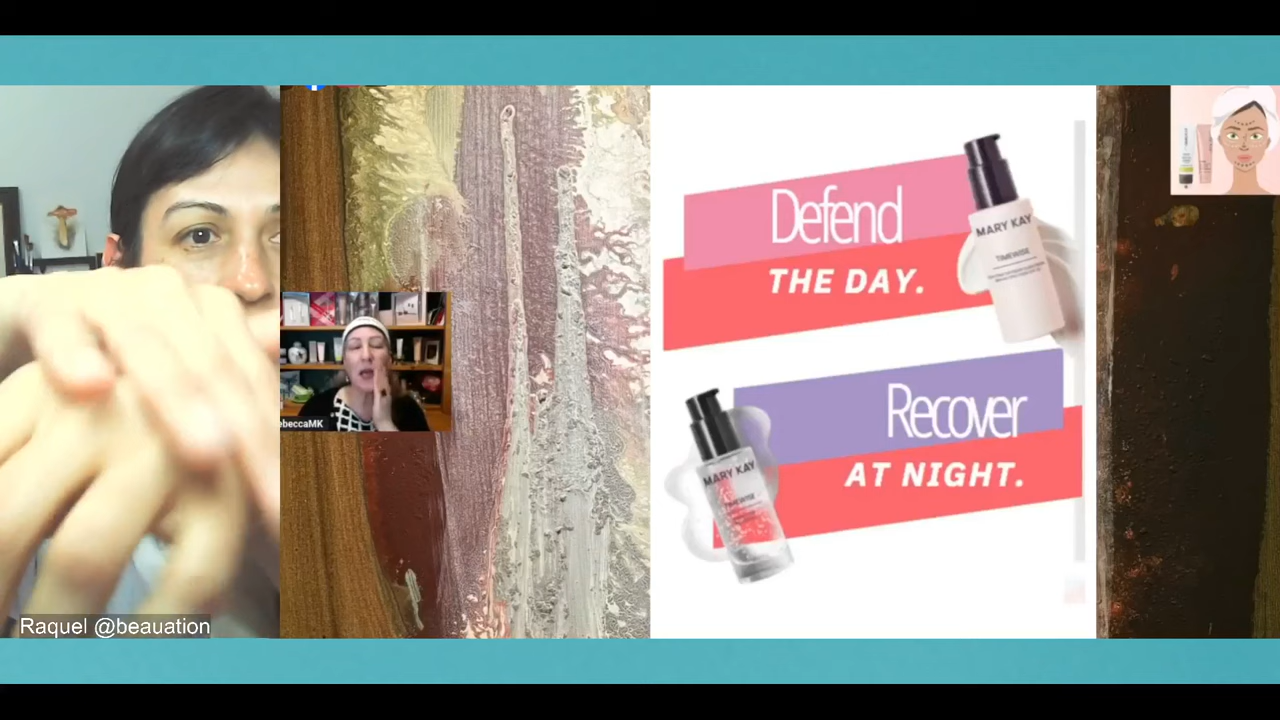 Defend
THE DAY.
MARY KAY
TIMEWISE
Recover
AT NIGHT.
MARY KAY
TIMEWISE
ebeccaMK
Raquel @beauation